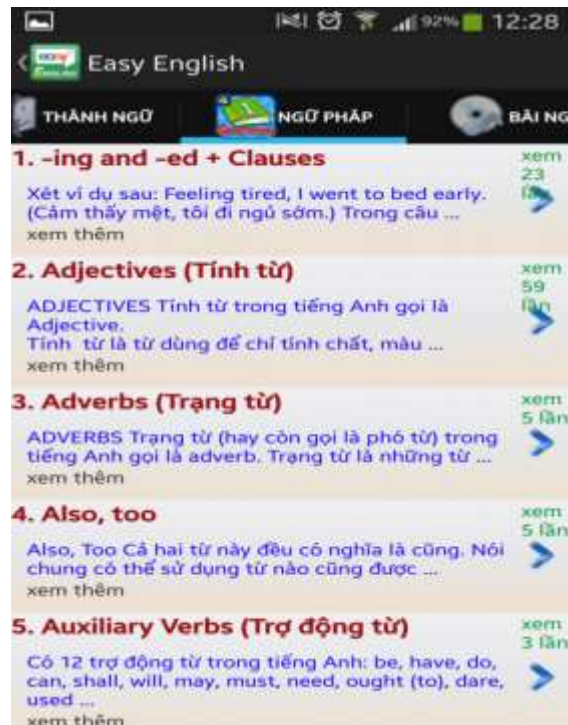 92% 12:28
Easy English
THÀNH NGỮ NGỮ PHÁP BÀI NG
1. -ing and -ed + Clauses
xem
23
lần
Xét ví dụ sau: Feeling tired, I went to bed early.
(Cảm thấy mệt, tôi đi ngủ sớm.) Trong câu ...
xem thêm
2. Adjectives (Tính từ)
xem
59
lần
ADJECTIVES Tính từ trong tiếng Anh gọi là
Adjective.
Tính từ là từ dùng để chỉ tính chất, màu ...
xem thêm
3. Adverbs (Trạng từ)
xem
5 lần
ADVERBS Trạng từ (hay còn gọi là phó từ) trong
tiếng Anh gọi là adverb. Trạng từ là những từ ...
xem thêm
4. Also, too
xem
5 lần
Also, Too Cả hai từ này đều có nghĩa là cũng. Nói
chung có thể sử dụng từ nào cũng được ...
xem thêm
5. Auxiliary Verbs (Trợ động từ)
xem
3 lần
Có 12 trợ động từ trong tiếng Anh: be, have, do,
can, shall, will, may, must, need, ought (to), dare,
used ...
xem thêm